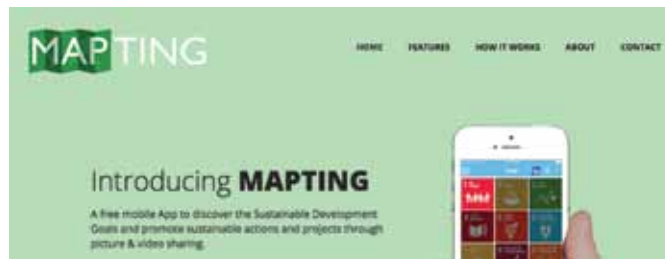 MAPTING
HOME FEATURES HOW IT WORKS ABOUT CONTACT
Introducing MAPTING
A free mobile App to discover the Sustainable Development
Goals and promote sustainable actions and projects through
picture & video sharing.